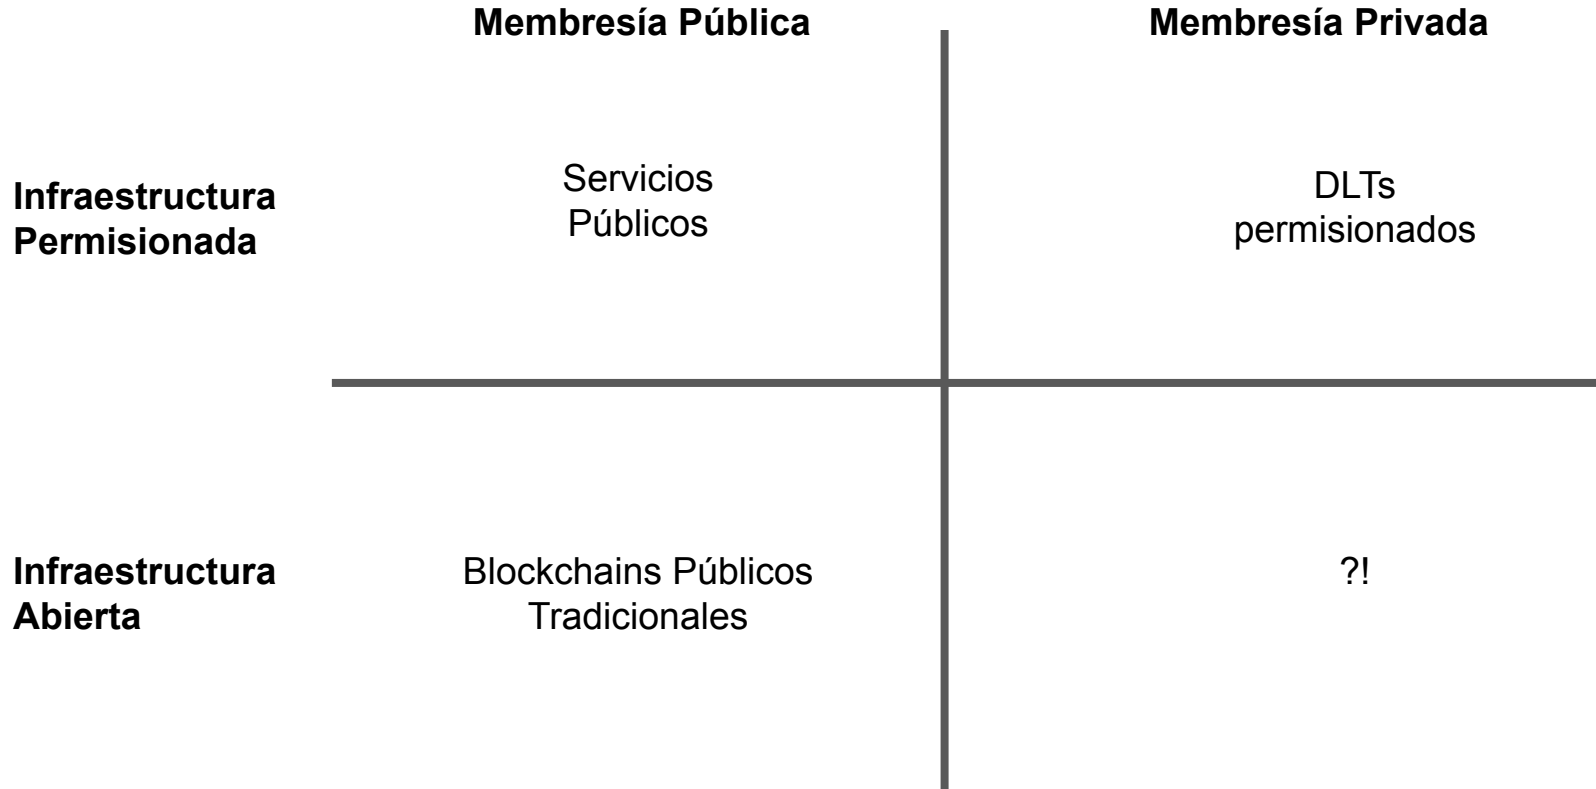 Membresía Pública
Membresía Privada
Infraestructura
Permisionada
Servicios
Públicos
DLTs
permisionados
Infraestructura
Abierta
Blockchains Públicos
Tradicionales
?!